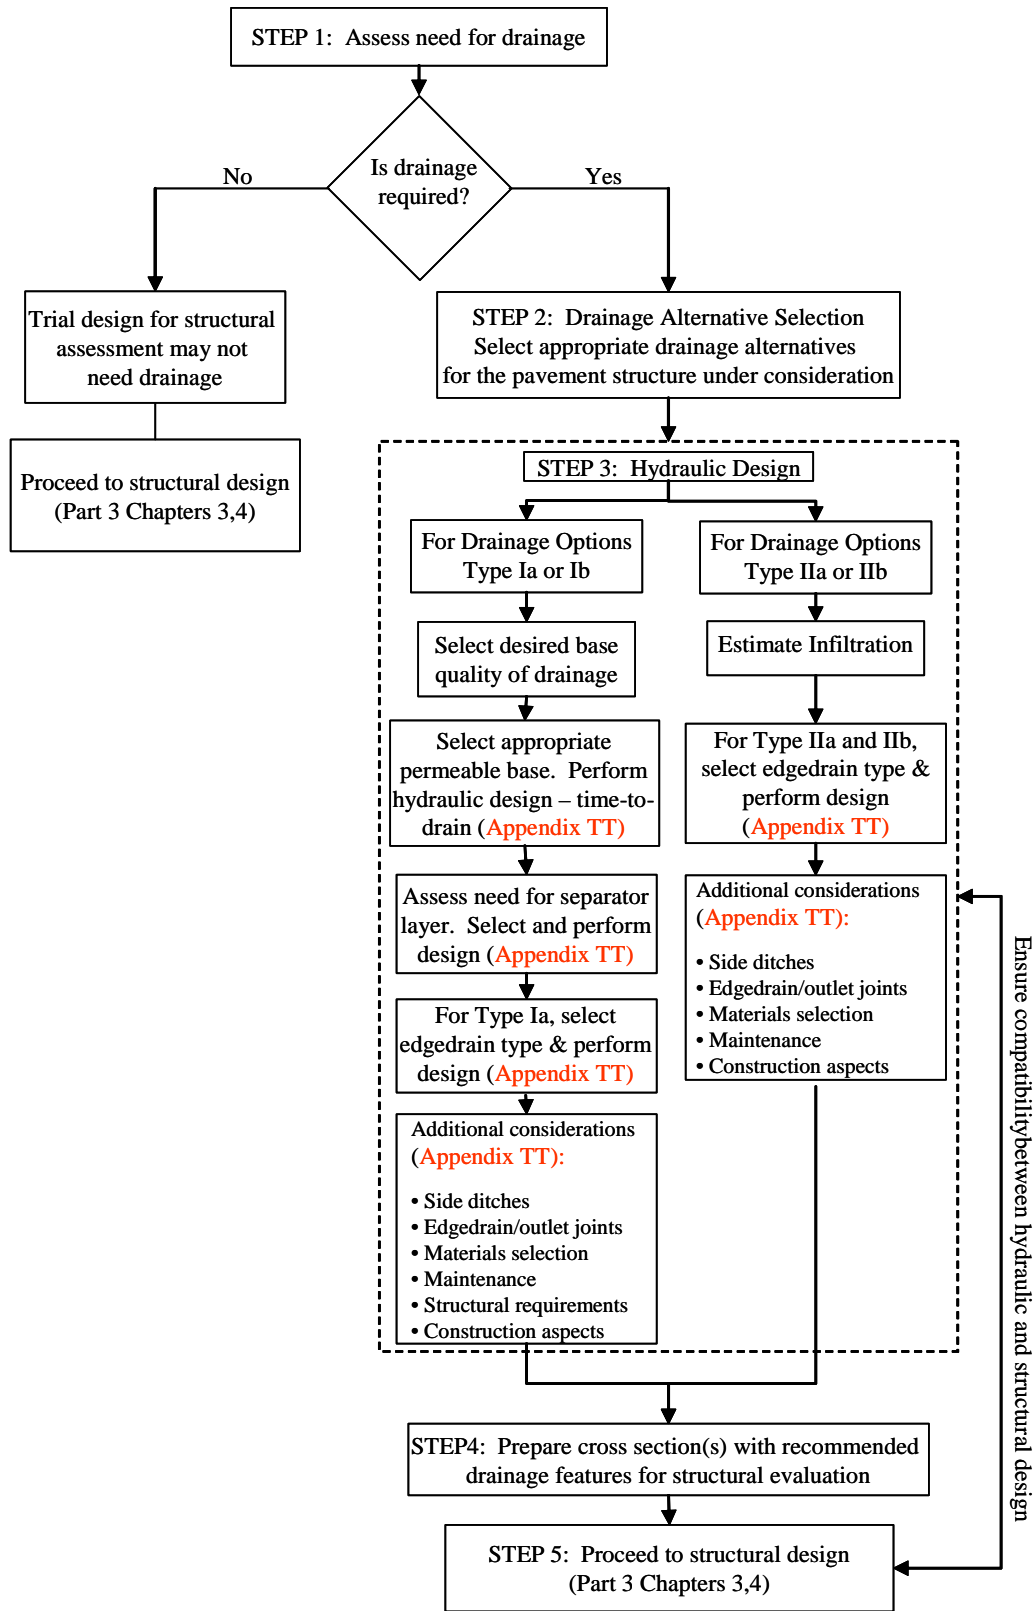 STEP 1: Assess need for drainage
Is drainage
required?
No
Yes
Trial design for structural
assessment may not
need drainage
Proceed to structural design
(Part 3 Chapters 3,4)
STEP 2: Drainage Alternative Selection
Select appropriate drainage alternatives
for the pavement structure under consideration
STEP 3: Hydraulic Design
For Drainage Options
Type Ia or Ib
Select desired base
quality of drainage
Select appropriate
permeable base. Perform
hydraulic design – time-to-
drain (Appendix TT)
Assess need for separator
layer. Select and perform
design (Appendix TT)
For Type Ia, select
edgedrain type & perform
design (Appendix TT)
Additional considerations
(Appendix TT):
• Side ditches
• Edgedrain/outlet joints
• Materials selection
• Maintenance
• Structural requirements
• Construction aspects
For Drainage Options
Type IIa or IIb
Estimate Infiltration
For Type IIa and IIb,
select edgedrain type &
perform design
(Appendix TT)
Additional considerations
(Appendix TT):
• Side ditches
• Edgedrain/outlet joints
• Materials selection
• Maintenance
• Construction aspects
Ensure compatibilitybetween hydraulic and structural design
STEP4: Prepare cross section(s) with recommended
drainage features for structural evaluation
STEP 5: Proceed to structural design
(Part 3 Chapters 3,4)